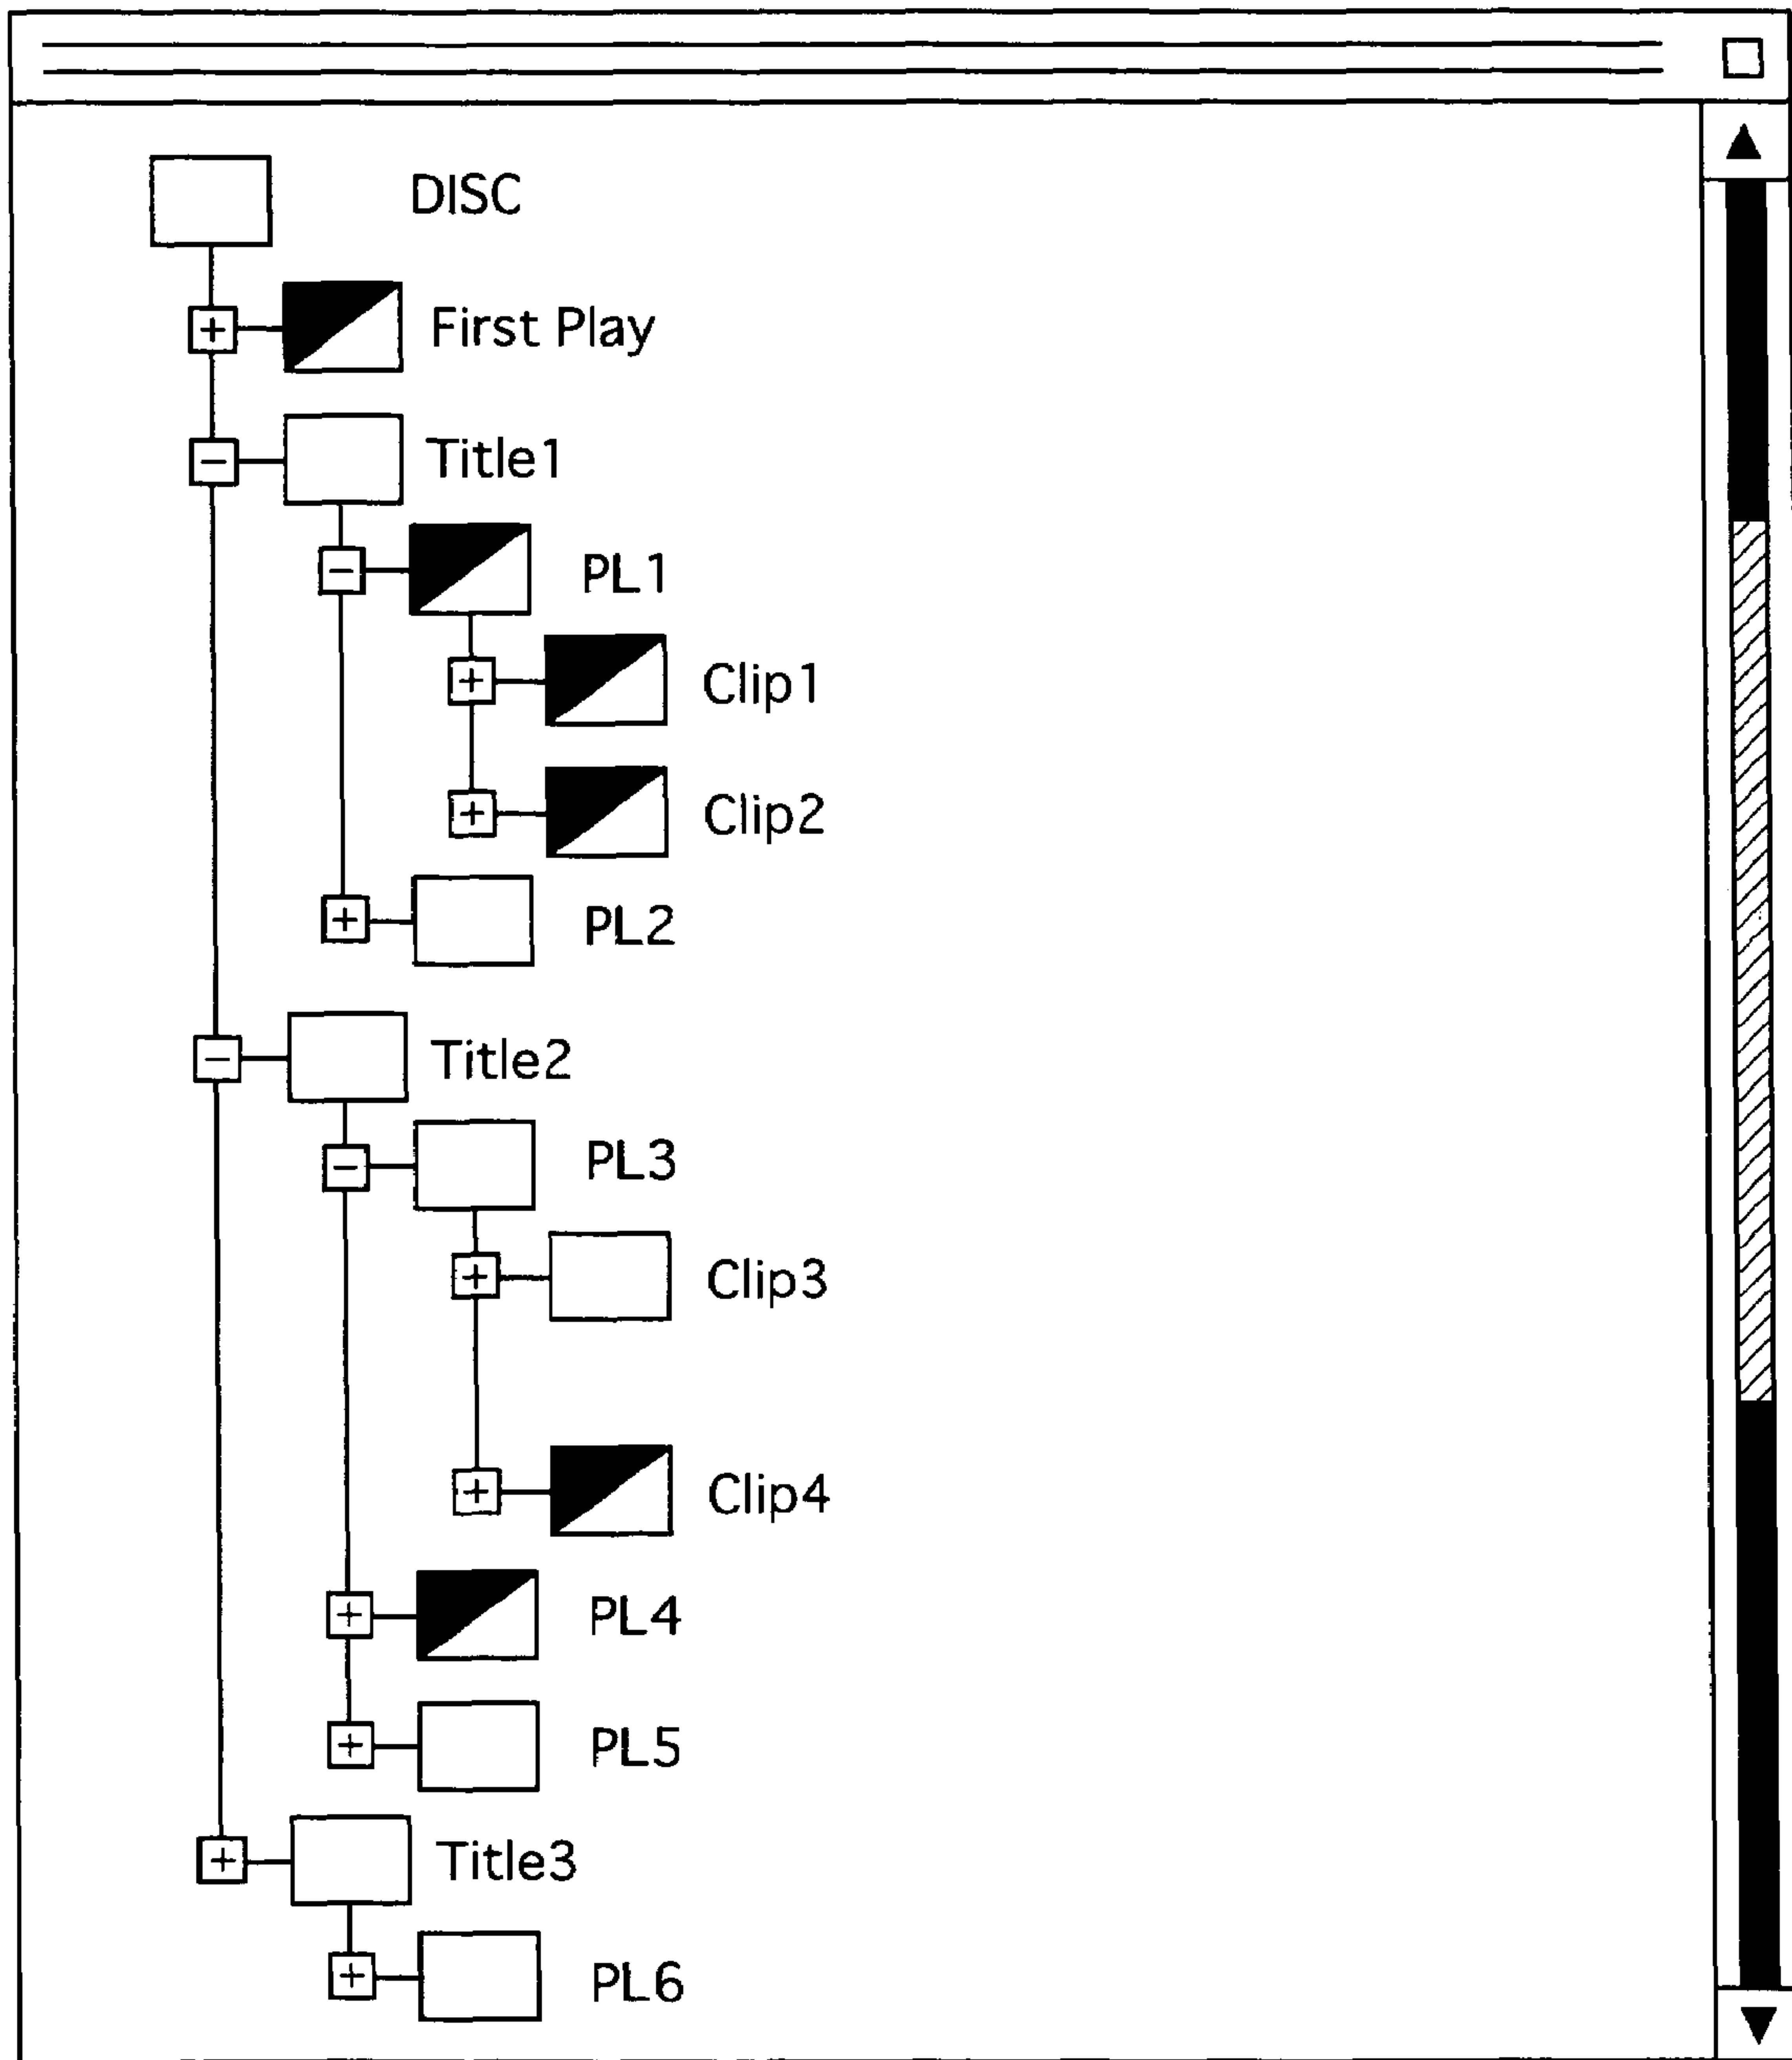 DISC
First Play
Title1
PL1
Clip1
Clip2
PL2
Title2
PL3
Clip3
Clip4
PL4
PL5
Title3
PL6